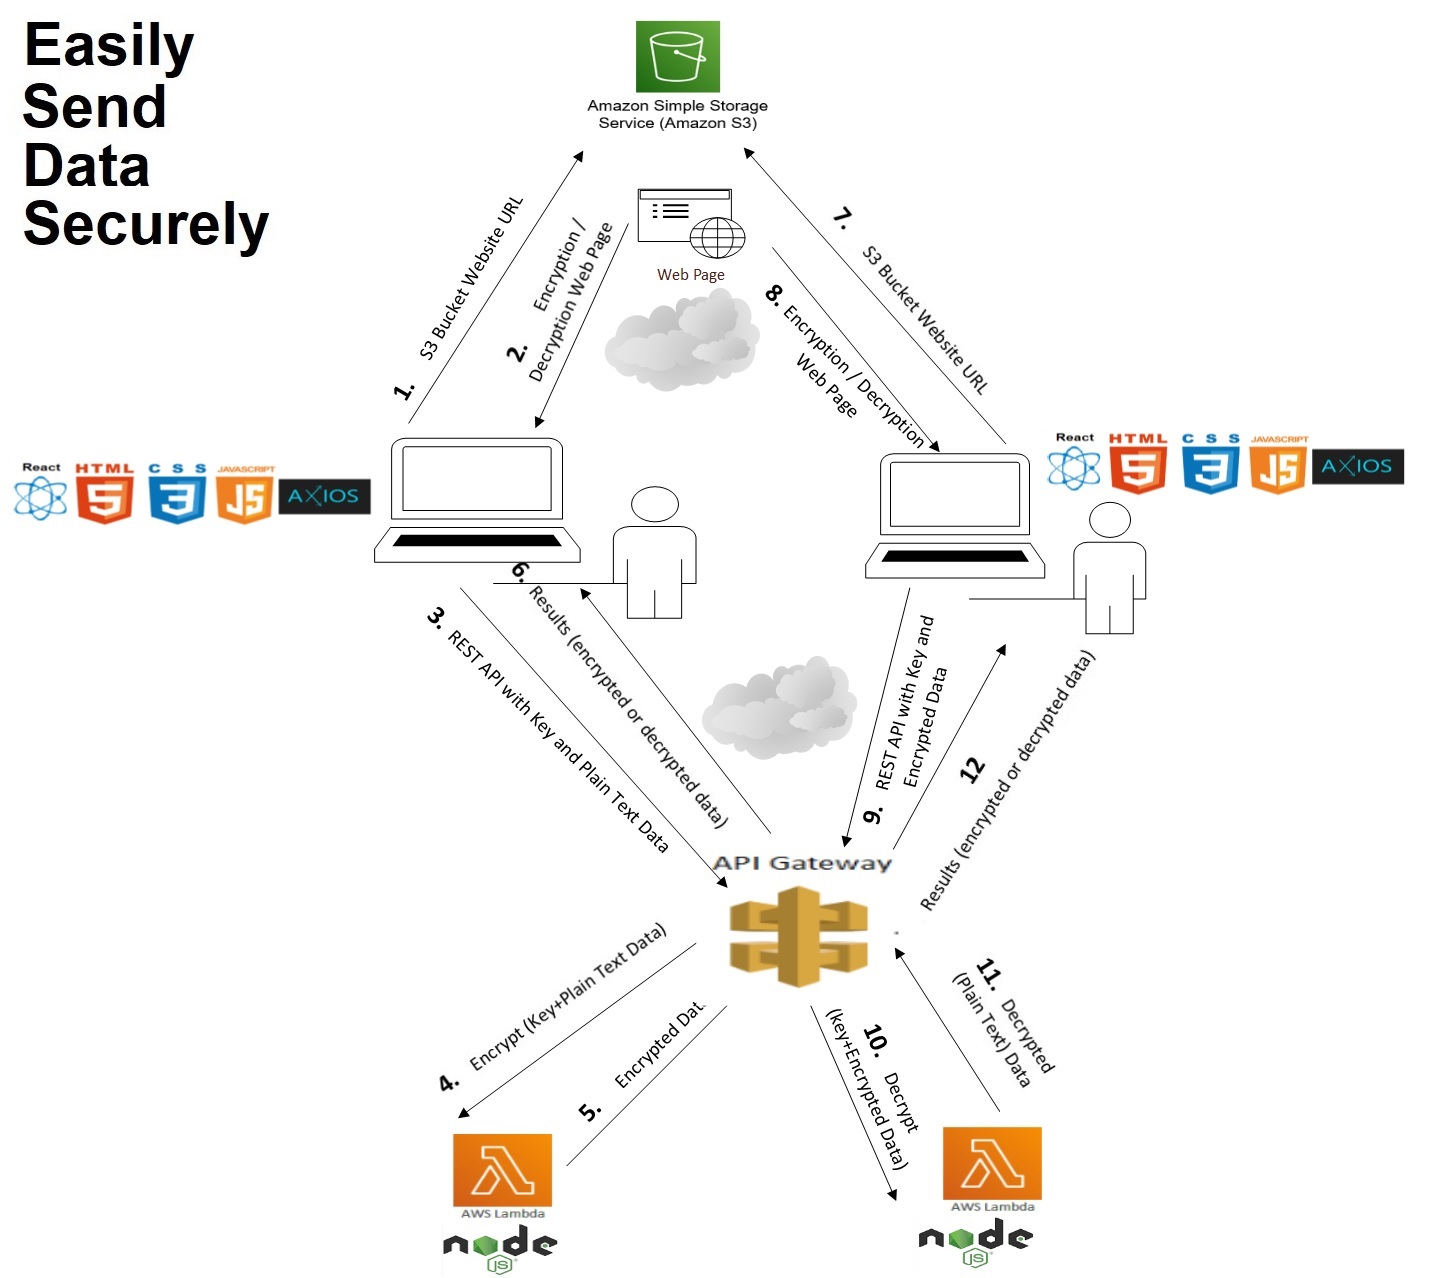 Easily
Send
Data
Securely
Amazon Simple Storage
Service (Amazon S3)
1. S3 Bucket Website URL
2. Encryption /
Decryption Web Page
Web Page
7. S3 Bucket Website URL
8. Encryption / Decryption
Web Page
React HTML CSS JAVASCRIPT
5 3 JS AXIOS
React HTML CSS JAVASCRIPT
5 3 JS AXIOS
3. REST API with Key and Plain Text Data
6. Results (encrypted or decrypted data)
9. REST API with Key and
Encrypted Data
12
Results (encrypted or decrypted data)
API Gateway
4. Encrypt (Key+Plain Text Data)
5. Encrypted Dat
10. Decrypt
(key+Encrypted Data)
11. Decrypted
(Plain Text) Data
AWS Lambda
node
JS
AWS Lambda
node
JS